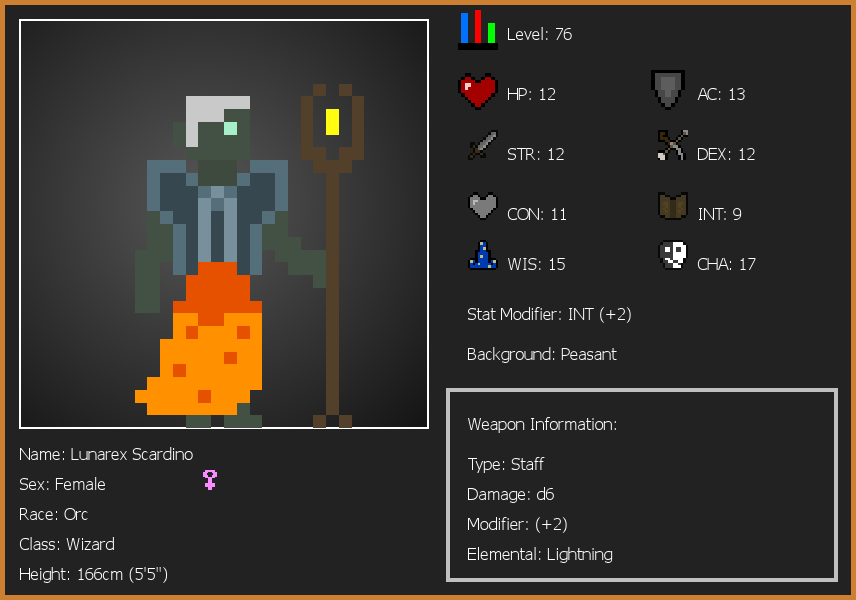 Level: 76
HP: 12
AC: 13
STR: 12
DEX: 12
CON: 11
INT: 9
WIS: 15
CHA: 17
Stat Modifier: INT (+2)
Background: Peasant
Weapon Information:
Type: Staff
Damage: d6
Modifier: (+2)
Elemental: Lightning
Name: Lunarex Scardino
Sex: Female
Race: Orc
Class: Wizard
Height: 166cm (5'5")